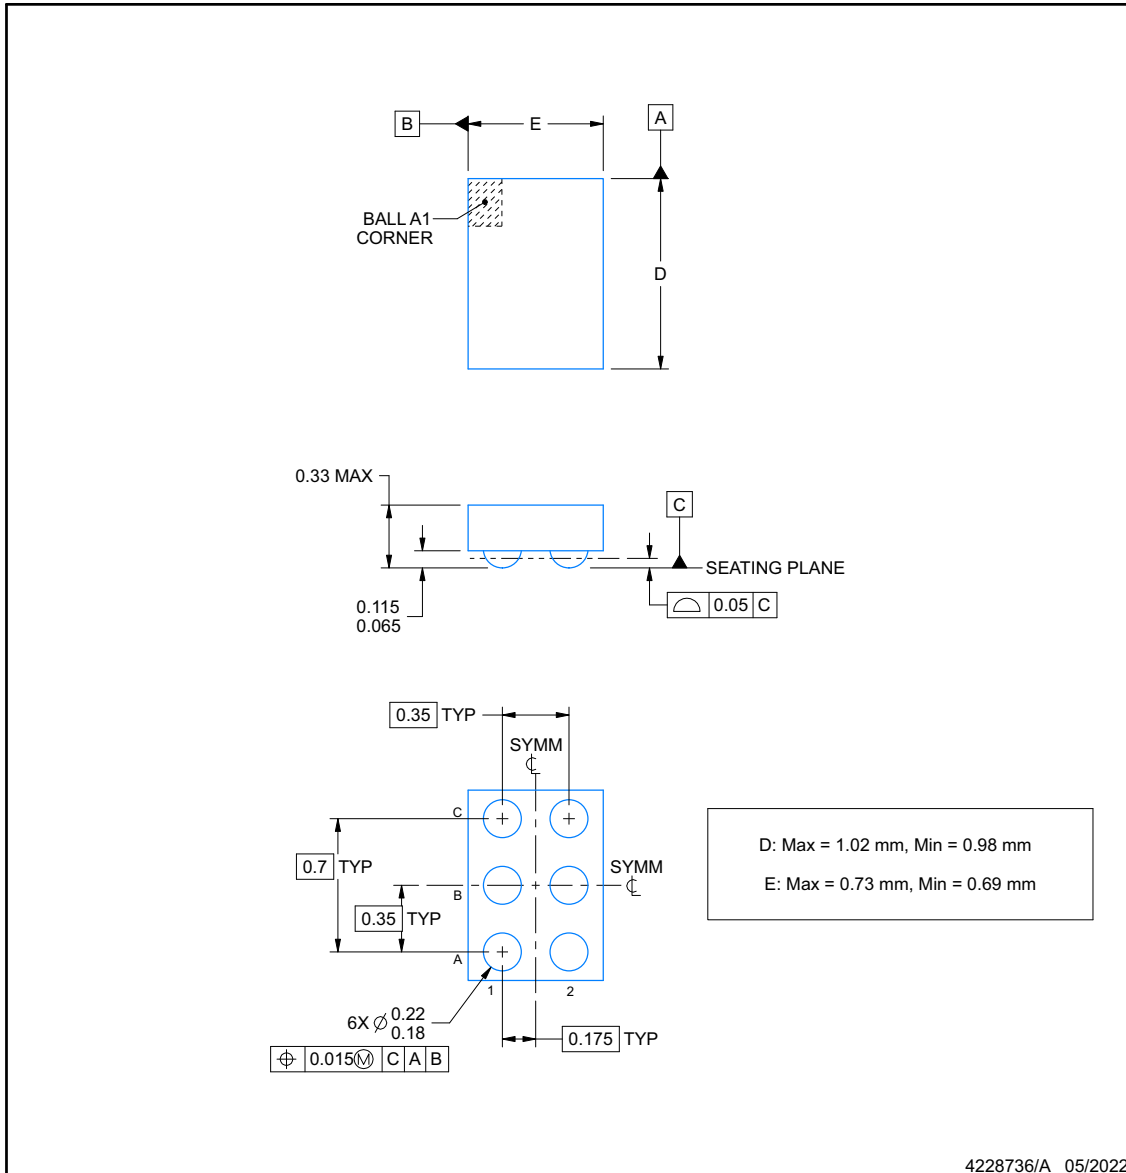 B
E
A
BALL A1
CORNER
D
0.33 MAX
C
SEATING PLANE
0.115
0.065
⌓ 0.05 C
0.35 TYP
SYMM
℄
C
0.7 TYP
SYMM
℄
B
0.35 TYP
A
1 2
6X ∅ 0.22
0.18
0.175 TYP
⌖ 0.015Ⓜ C A B
D: Max = 1.02 mm, Min = 0.98 mm
E: Max = 0.73 mm, Min = 0.69 mm
4228736/A 05/2022